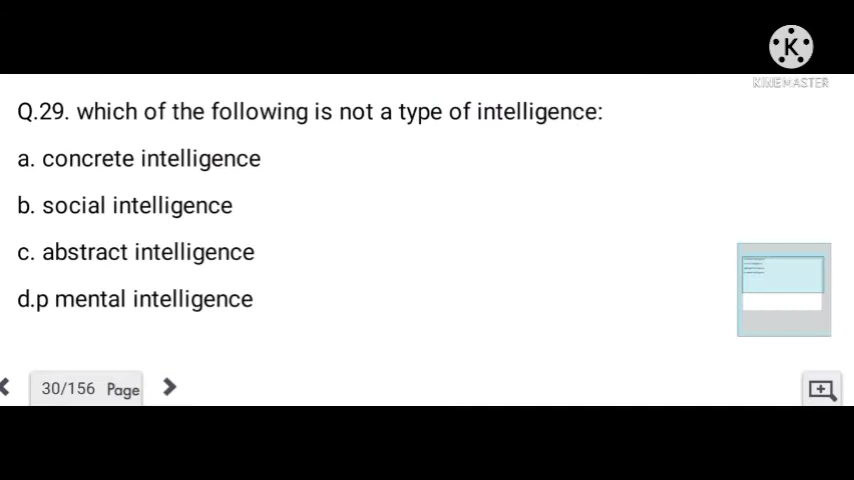 K
KINEMASTER
Q.29. which of the following is not a type of intelligence:
a. concrete intelligence
b. social intelligence
c. abstract intelligence
d.p mental intelligence
30/156 Page